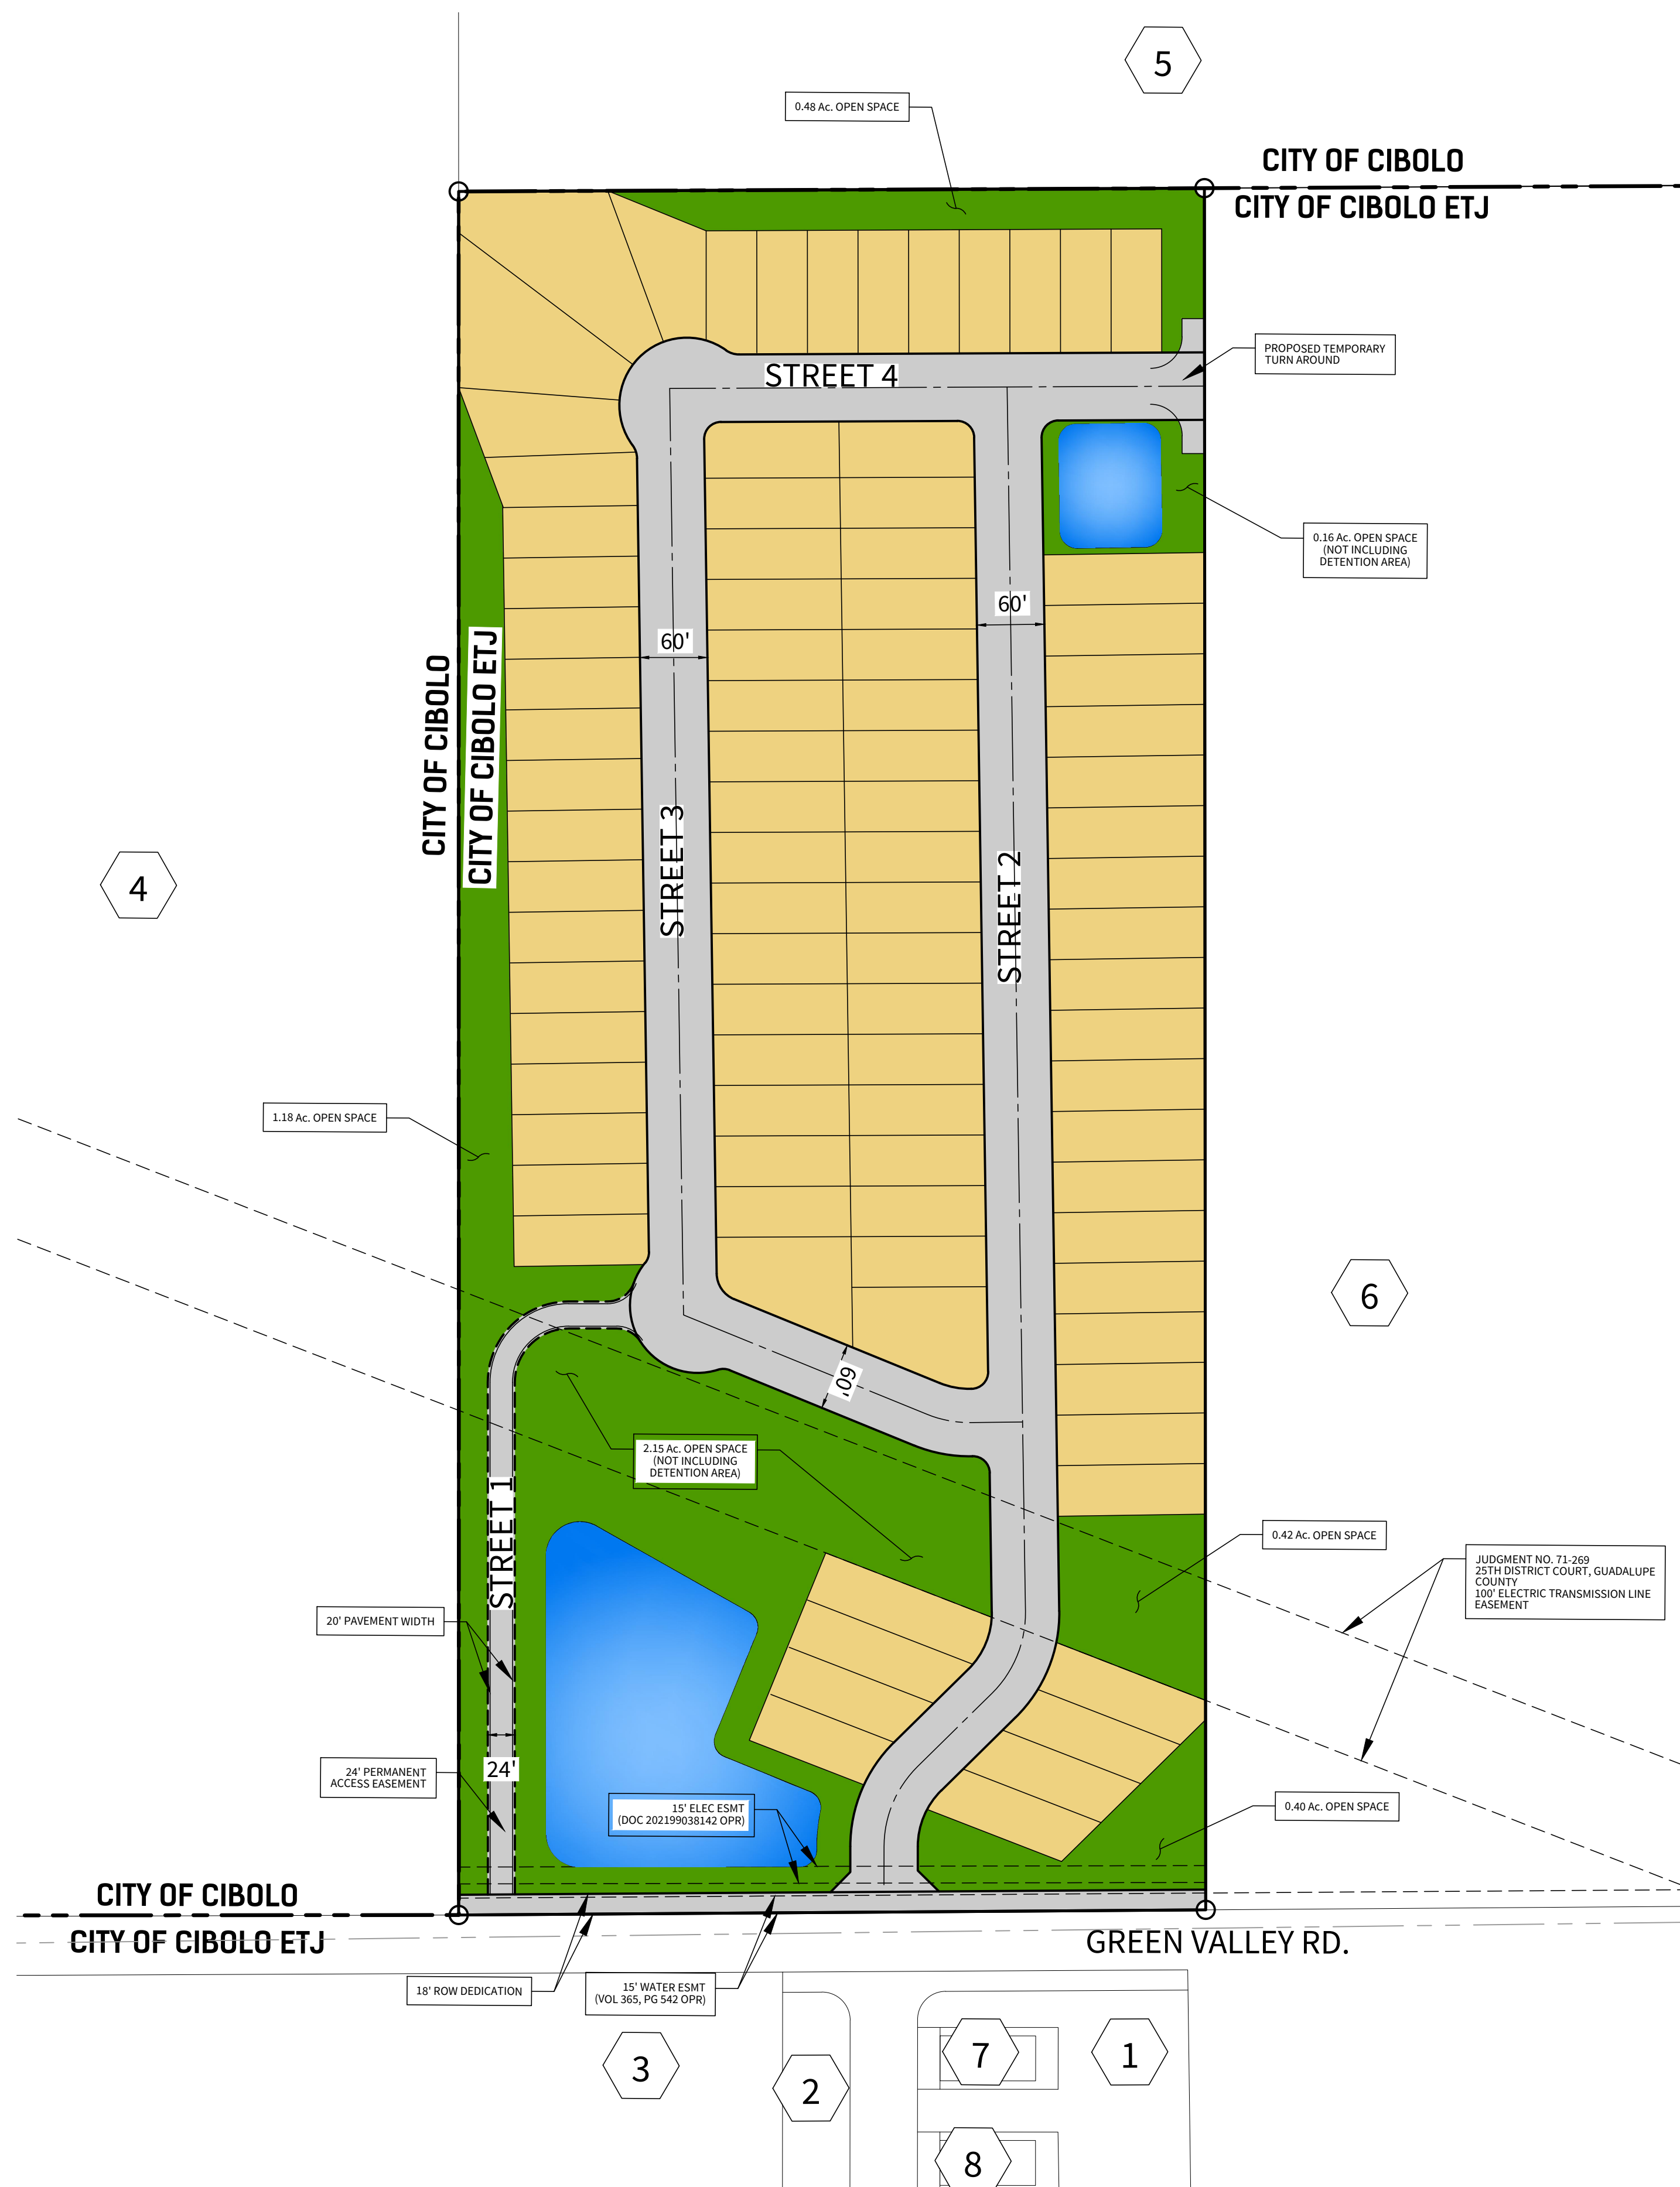 5
0.48 Ac. OPEN SPACE
CITY OF CIBOLO
CITY OF CIBOLO ETJ
STREET 4
PROPOSED TEMPORARY
TURN AROUND
0.16 Ac. OPEN SPACE
(NOT INCLUDING
DETENTION AREA)
60'
60'
CITY OF CIBOLO
CITY OF CIBOLO ETJ
STREET 3
STREET 2
4
1.18 Ac. OPEN SPACE
6
60'
2.15 Ac. OPEN SPACE
(NOT INCLUDING
DETENTION AREA)
STREET 1
0.42 Ac. OPEN SPACE
JUDGMENT NO. 71-269
25TH DISTRICT COURT, GUADALUPE
COUNTY
100' ELECTRIC TRANSMISSION LINE
EASEMENT
20' PAVEMENT WIDTH
24' PERMANENT
ACCESS EASEMENT
24'
15' ELEC ESMT
(DOC 202199038142 OPR)
0.40 Ac. OPEN SPACE
CITY OF CIBOLO
CITY OF CIBOLO ETJ
GREEN VALLEY RD.
18' ROW DEDICATION
15' WATER ESMT
(VOL 365, PG 542 OPR)
3
2
7
1
8